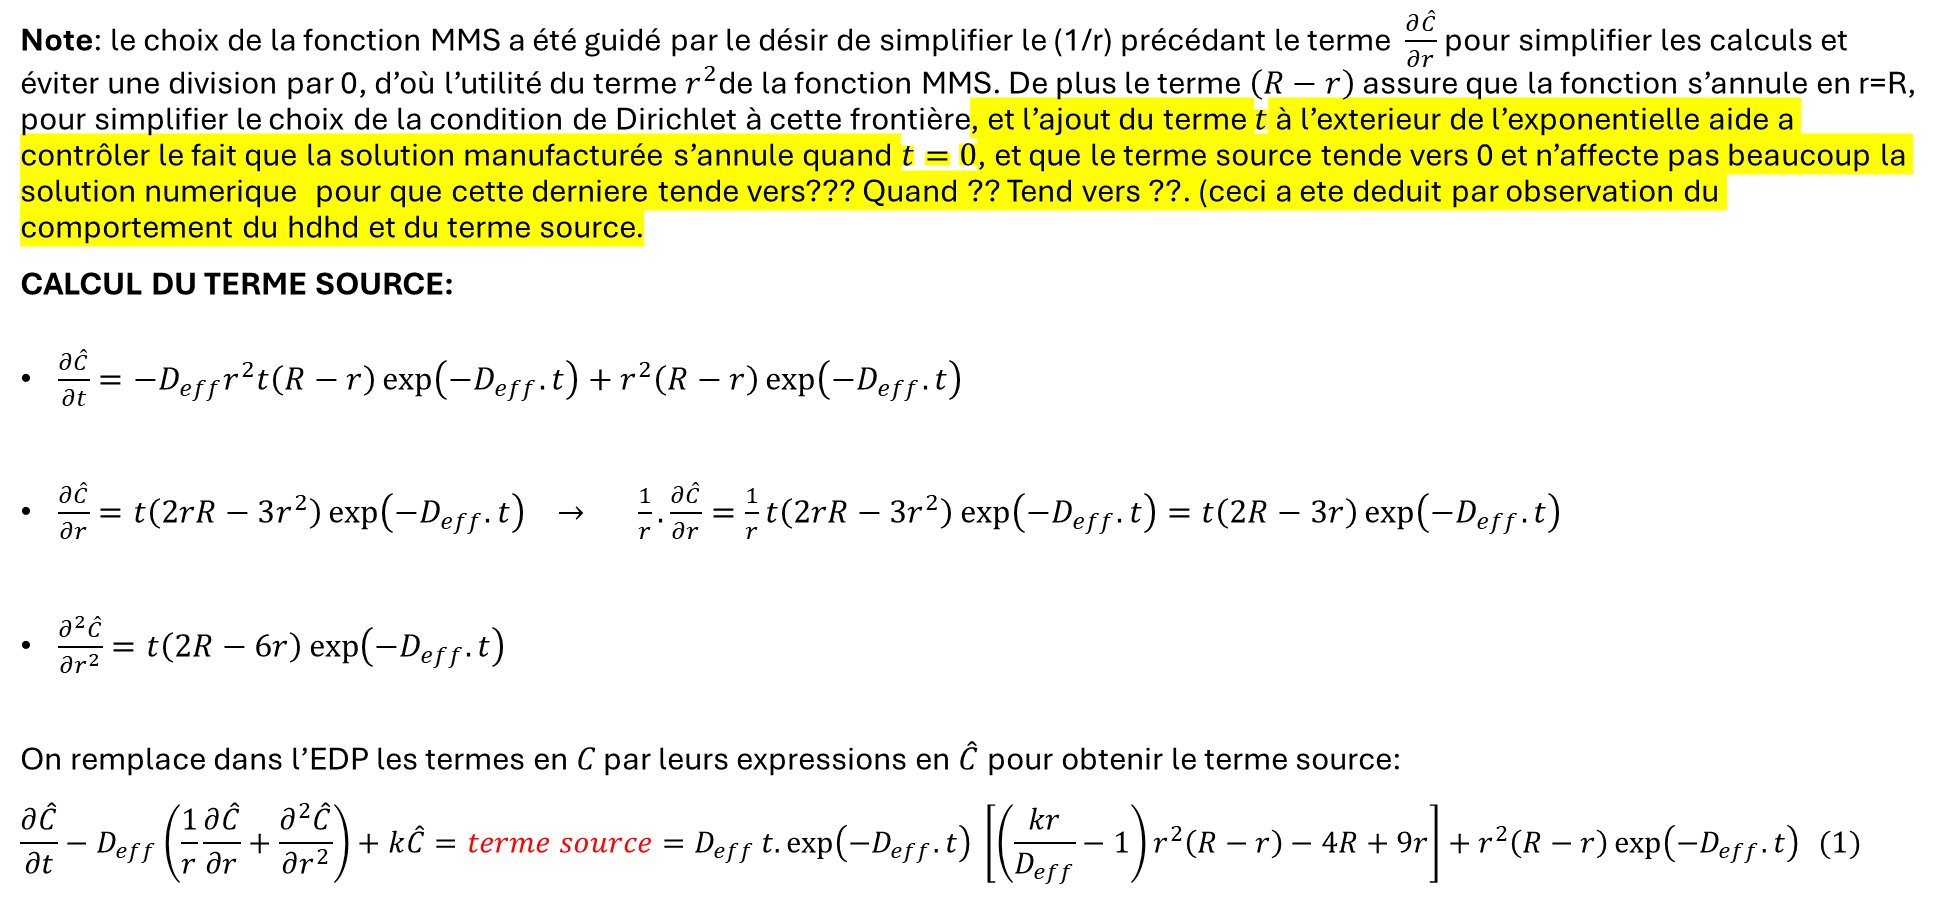 Note: le choix de la fonction MMS a été guidé par le désir de simplifier le (1/r) précédant le terme ∂Ĉ/∂r pour simplifier les calculs et
éviter une division par 0, d’où l’utilité du terme r² de la fonction MMS. De plus le terme (R − r) assure que la fonction s’annule en r=R,
pour simplifier le choix de la condition de Dirichlet à cette frontière, et l’ajout du terme t à l’exterieur de l’exponentielle aide a
contrôler le fait que la solution manufacturée s’annule quand t = 0, et que le terme source tende vers 0 et n’affecte pas beaucoup la
solution numerique pour que cette derniere tende vers??? Quand ?? Tend vers ??. (ceci a ete deduit par observation du
comportement du hdhd et du terme source.
CALCUL DU TERME SOURCE:
• ∂Ĉ/∂t = −D_eff r² t(R − r) exp(−D_eff. t) + r²(R − r) exp(−D_eff. t)
• ∂Ĉ/∂r = t(2rR − 3r²) exp(−D_eff. t) → 1/r . ∂Ĉ/∂r = 1/r t(2rR − 3r²) exp(−D_eff. t) = t(2R − 3r) exp(−D_eff. t)
• ∂²Ĉ/∂r² = t(2R − 6r) exp(−D_eff. t)
On remplace dans l’EDP les termes en C par leurs expressions en Ĉ pour obtenir le terme source:
∂Ĉ/∂t − D_eff (1/r ∂Ĉ/∂r + ∂²Ĉ/∂r²) + kĈ = terme source = D_eff t. exp(−D_eff. t) [(kr/D_eff − 1) r²(R − r) − 4R + 9r] + r²(R − r) exp(−D_eff. t) (1)